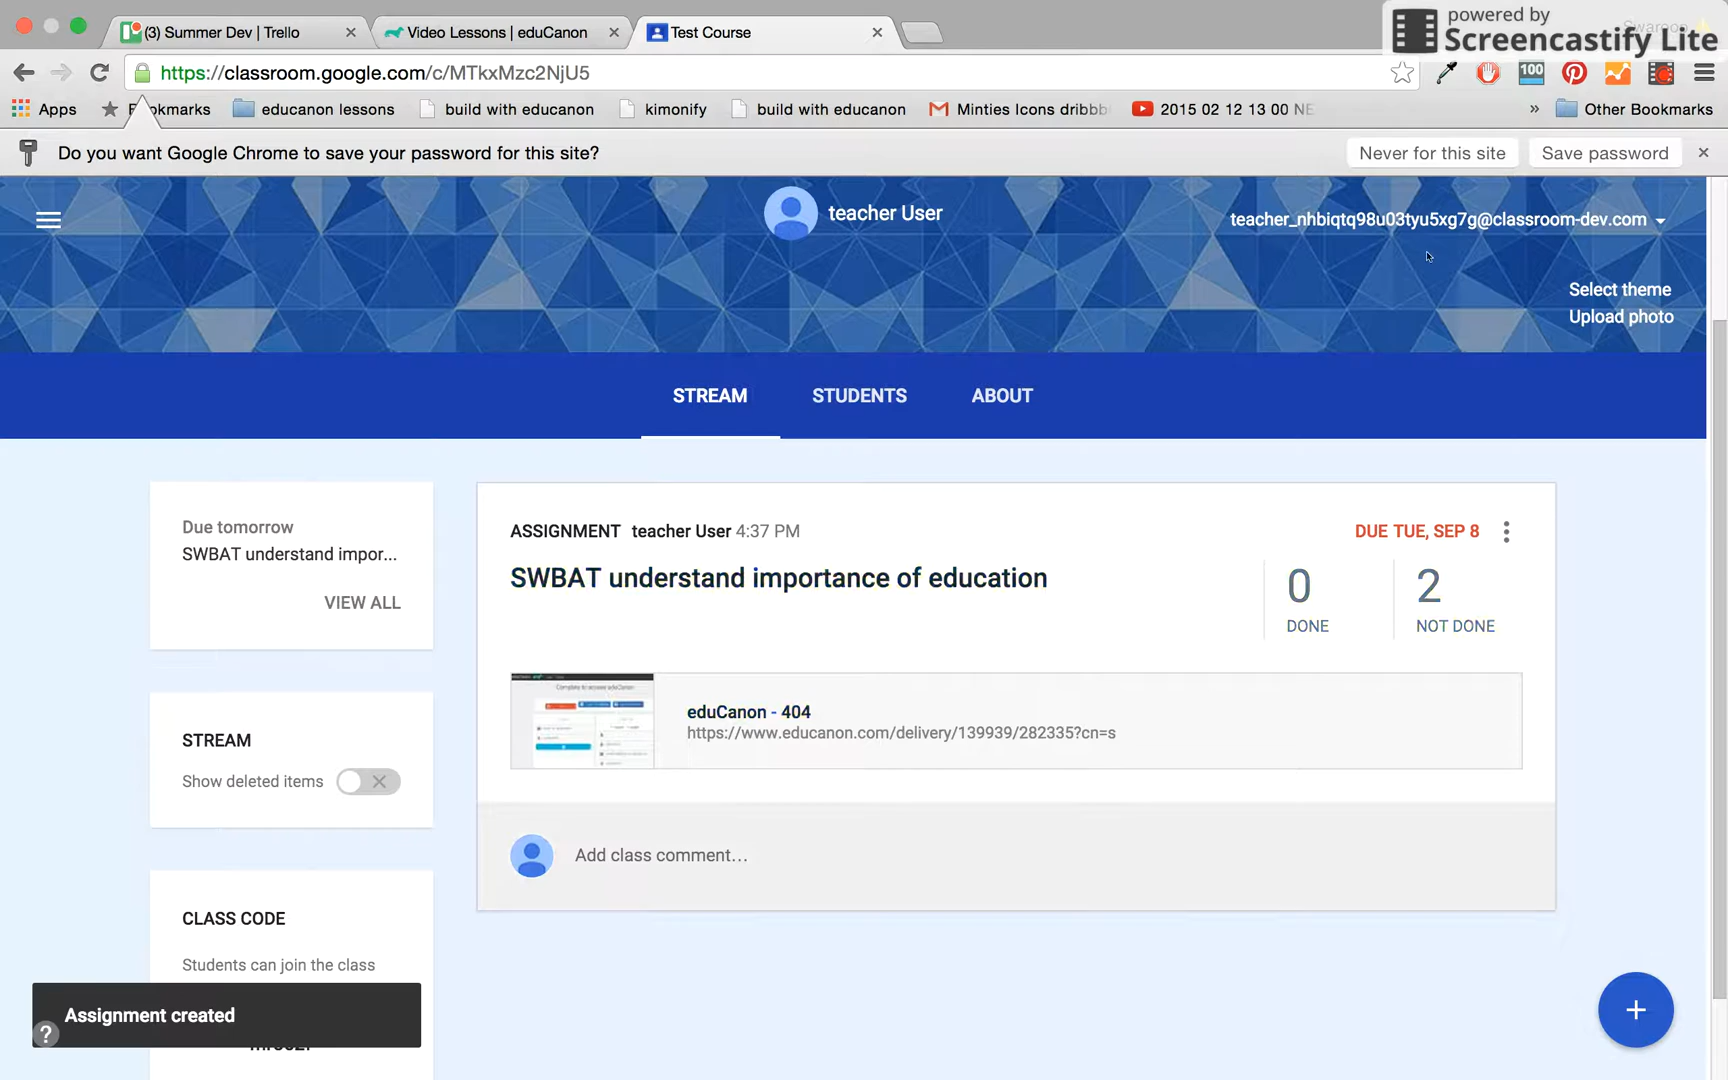 powered by
Screencastify Lite
(3) Summer Dev | Trello
Video Lessons | eduCanon
Test Course
https://classroom.google.com/c/MTkxMzc2NjU5
100
Apps
educanon lessons
build with educanon
kimonify
build with educanon
Minties Icons dribbb
2015 02 12 13 00 NE
»
Other Bookmarks
Do you want Google Chrome to save your password for this site?
Never for this site
Save password
teacher User
teacher_nhbiqtq98u03tyu5xg7g@classroom-dev.com
Select theme
Upload photo
STREAM
STUDENTS
ABOUT
Due tomorrow
SWBAT understand impor...
VIEW ALL
ASSIGNMENT teacher User 4:37 PM
DUE TUE, SEP 8
SWBAT understand importance of education
0
DONE
2
NOT DONE
eduCanon - 404
https://www.educanon.com/delivery/139939/282335?cn=s
STREAM
Show deleted items
Add class comment...
CLASS CODE
Students can join the class
Assignment created
?
+